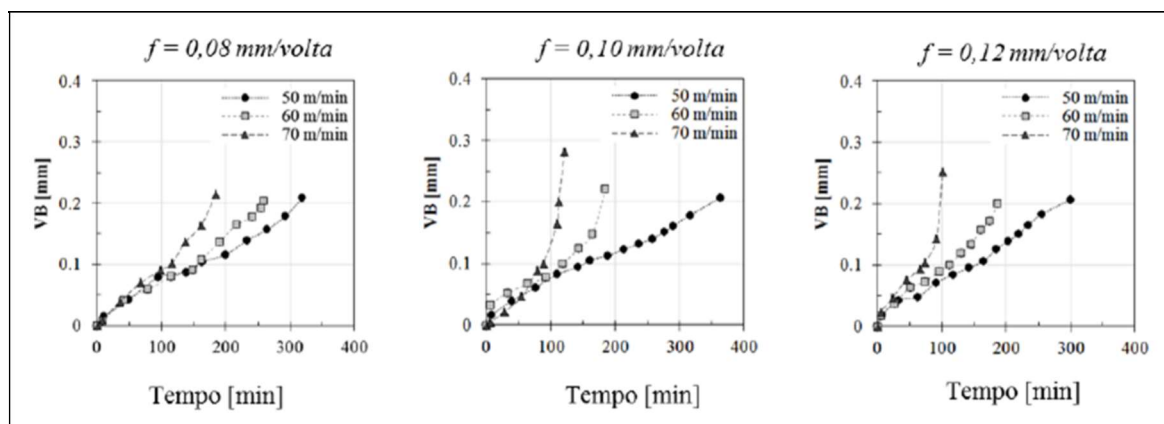 f = 0,08 mm/volta
0.4
0.3
0.2
0.1
0
VB [mm]
50 m/min
60 m/min
70 m/min
0 100 200 300 400
Tempo [min]
f = 0,10 mm/volta
0.4
0.3
0.2
0.1
0
VB [mm]
50 m/min
60 m/min
70 m/min
0 100 200 300 400
Tempo [min]
f = 0,12 mm/volta
0.4
0.3
0.2
0.1
0
VB [mm]
50 m/min
60 m/min
70 m/min
0 100 200 300 400
Tempo [min]